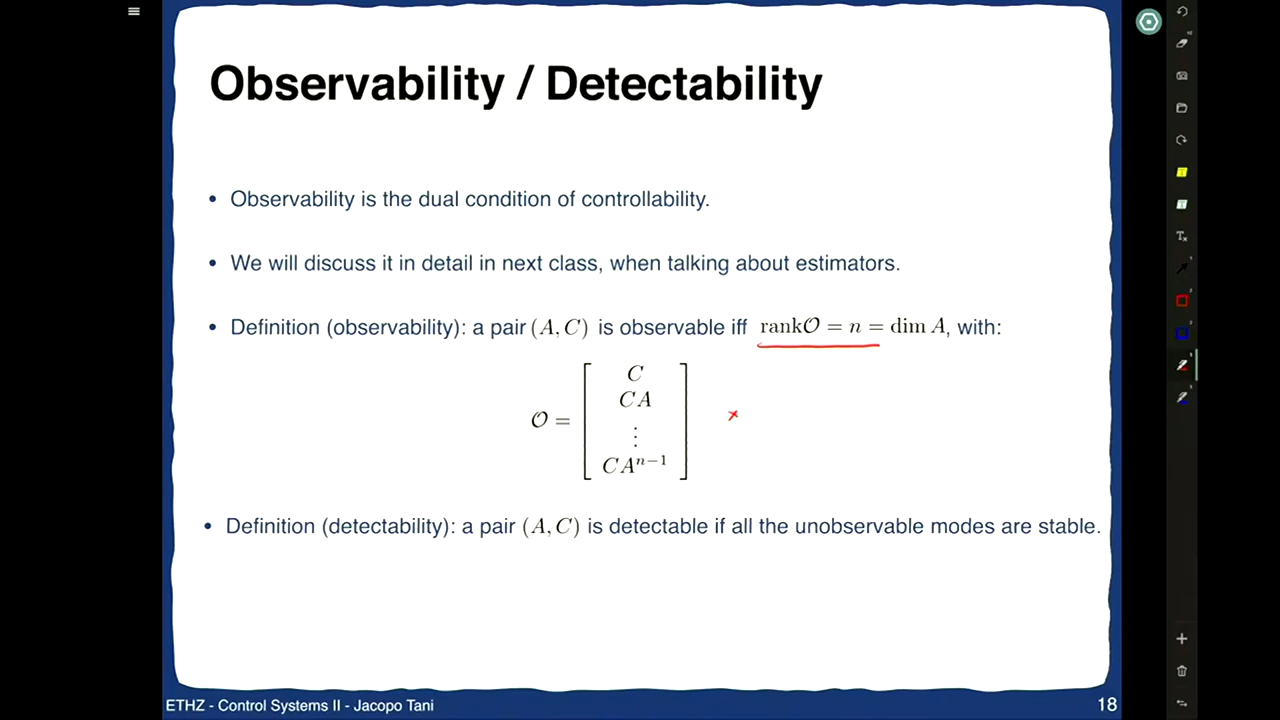 Observability / Detectability
• Observability is the dual condition of controllability.
• We will discuss it in detail in next class, when talking about estimators.
• Definition (observability): a pair (A, C) is observable iff rank𝒪 = n = dim A, with:
𝒪 = [ C
CA
⋮
CAⁿ⁻¹ ]
• Definition (detectability): a pair (A, C) is detectable if all the unobservable modes are stable.
ETHZ - Control Systems II - Jacopo Tani
18